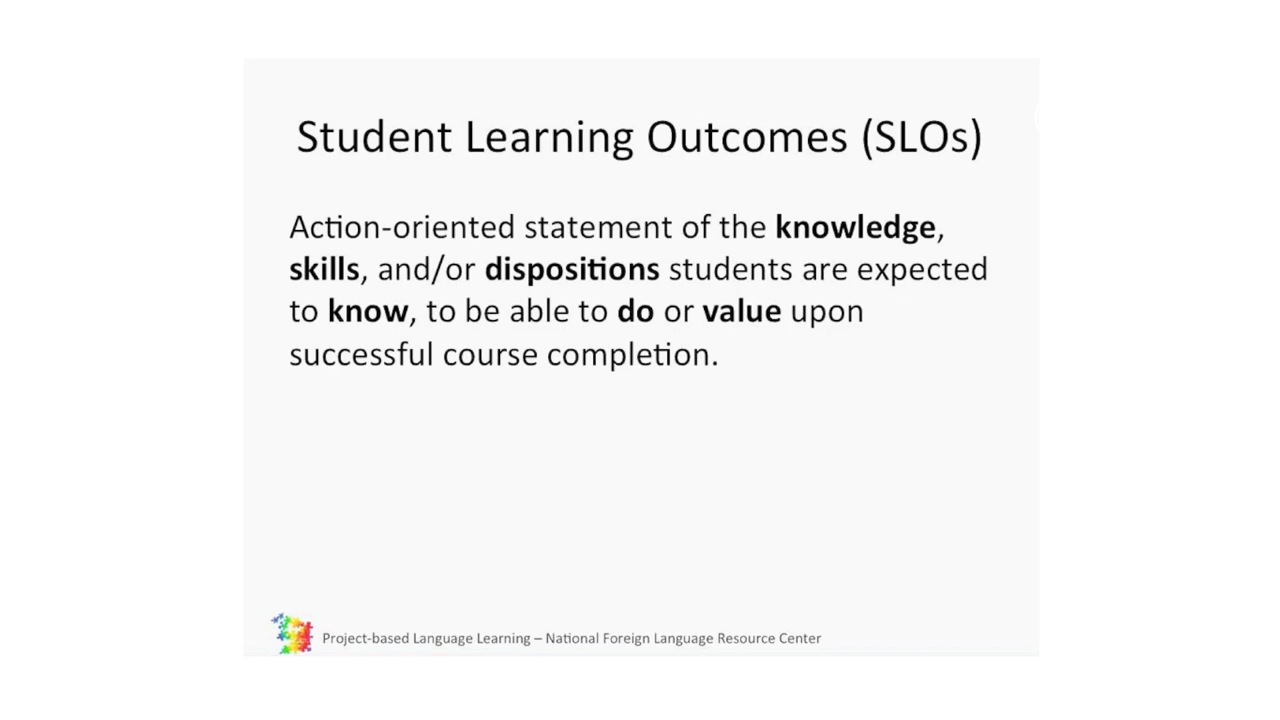 Student Learning Outcomes (SLOs)
Action-oriented statement of the knowledge,
skills, and/or dispositions students are expected
to know, to be able to do or value upon
successful course completion.
Project-based Language Learning – National Foreign Language Resource Center